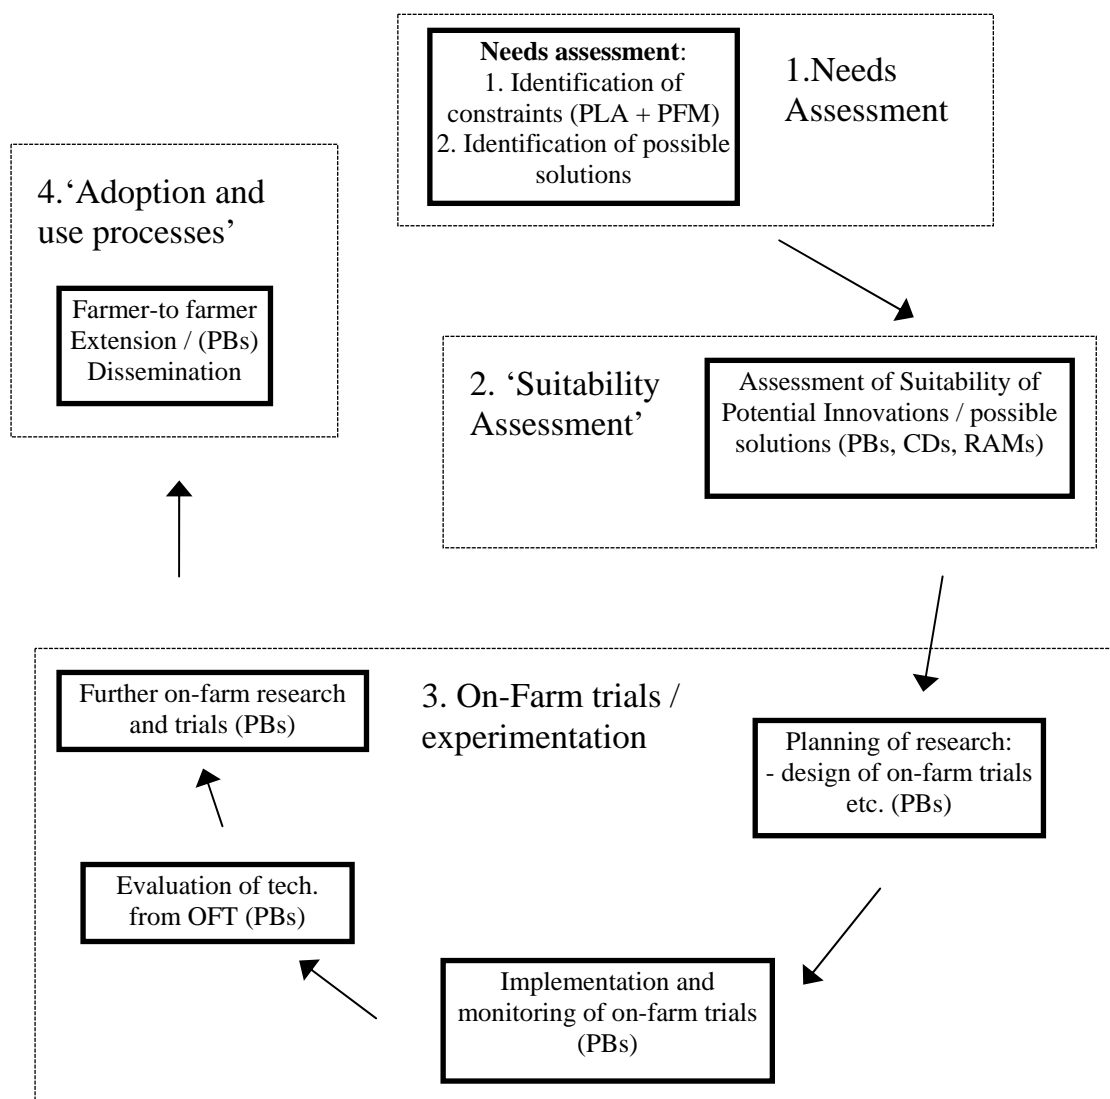 Needs assessment:
1. Identification of
constraints (PLA + PFM)
2. Identification of possible
solutions
1.Needs
Assessment
4.‘Adoption and
use processes’
Farmer-to farmer
Extension / (PBs)
Dissemination
2. ‘Suitability
Assessment’
Assessment of Suitability of
Potential Innovations / possible
solutions (PBs, CDs, RAMs)
3. On-Farm trials /
experimentation
Planning of research:
- design of on-farm trials
etc. (PBs)
Implementation and
monitoring of on-farm trials
(PBs)
Evaluation of tech.
from OFT (PBs)
Further on-farm research
and trials (PBs)